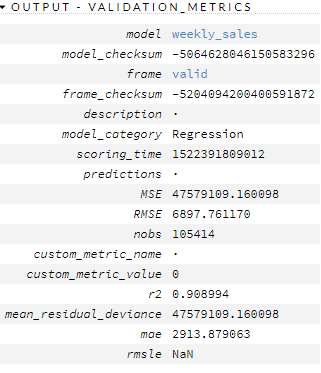 OUTPUT - VALIDATION_METRICS
model weekly_sales
model_checksum -5064628046150583296
frame valid
frame_checksum -5204094200400591872
description ·
model_category Regression
scoring_time 1522391809012
predictions ·
MSE 47579109.160098
RMSE 6897.761170
nobs 105414
custom_metric_name ·
custom_metric_value 0
r2 0.908994
mean_residual_deviance 47579109.160098
mae 2913.879063
rmsle NaN